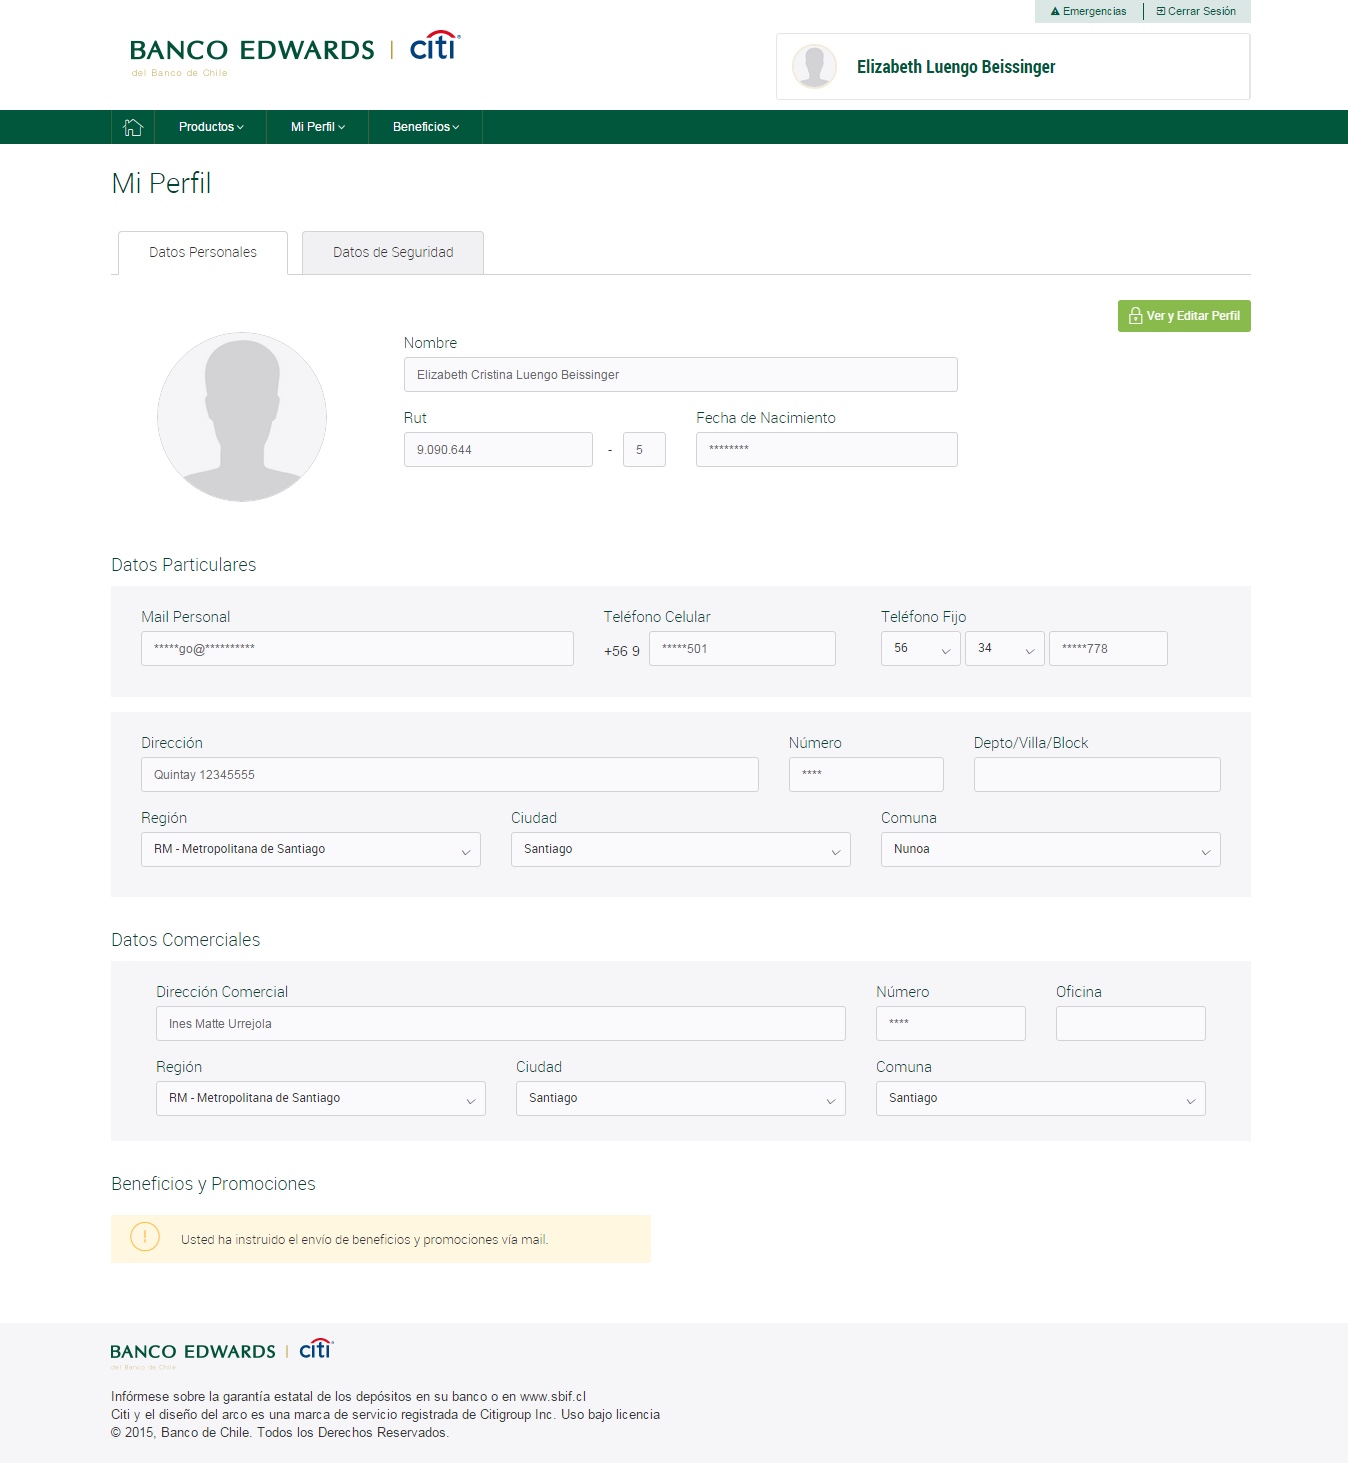 Emergencias
Cerrar Sesión
BANCO EDWARDS | citi
del Banco de Chile
Elizabeth Luengo Beissinger
Productos
Mi Perfil
Beneficios
Mi Perfil
Datos Personales
Datos de Seguridad
Ver y Editar Perfil
Nombre
Elizabeth Cristina Luengo Beissinger
Rut
Fecha de Nacimiento
9.090.644 - 5
********
Datos Particulares
Mail Personal
Teléfono Celular
Teléfono Fijo
*****go@**********
+56 9 *****501
56 34 *****778
Dirección
Número
Depto/Villa/Block
Quintay 12345555
****
Región
Ciudad
Comuna
RM - Metropolitana de Santiago
Santiago
Nunoa
Datos Comerciales
Dirección Comercial
Número
Oficina
Ines Matte Urrejola
****
Región
Ciudad
Comuna
RM - Metropolitana de Santiago
Santiago
Santiago
Beneficios y Promociones
! Usted ha instruido el envío de beneficios y promociones vía mail.
BANCO EDWARDS | citi
del Banco de Chile
Infórmese sobre la garantía estatal de los depósitos en su banco o en www.sbif.cl
Citi y el diseño del arco es una marca de servicio registrada de Citigroup Inc. Uso bajo licencia
© 2015, Banco de Chile. Todos los Derechos Reservados.